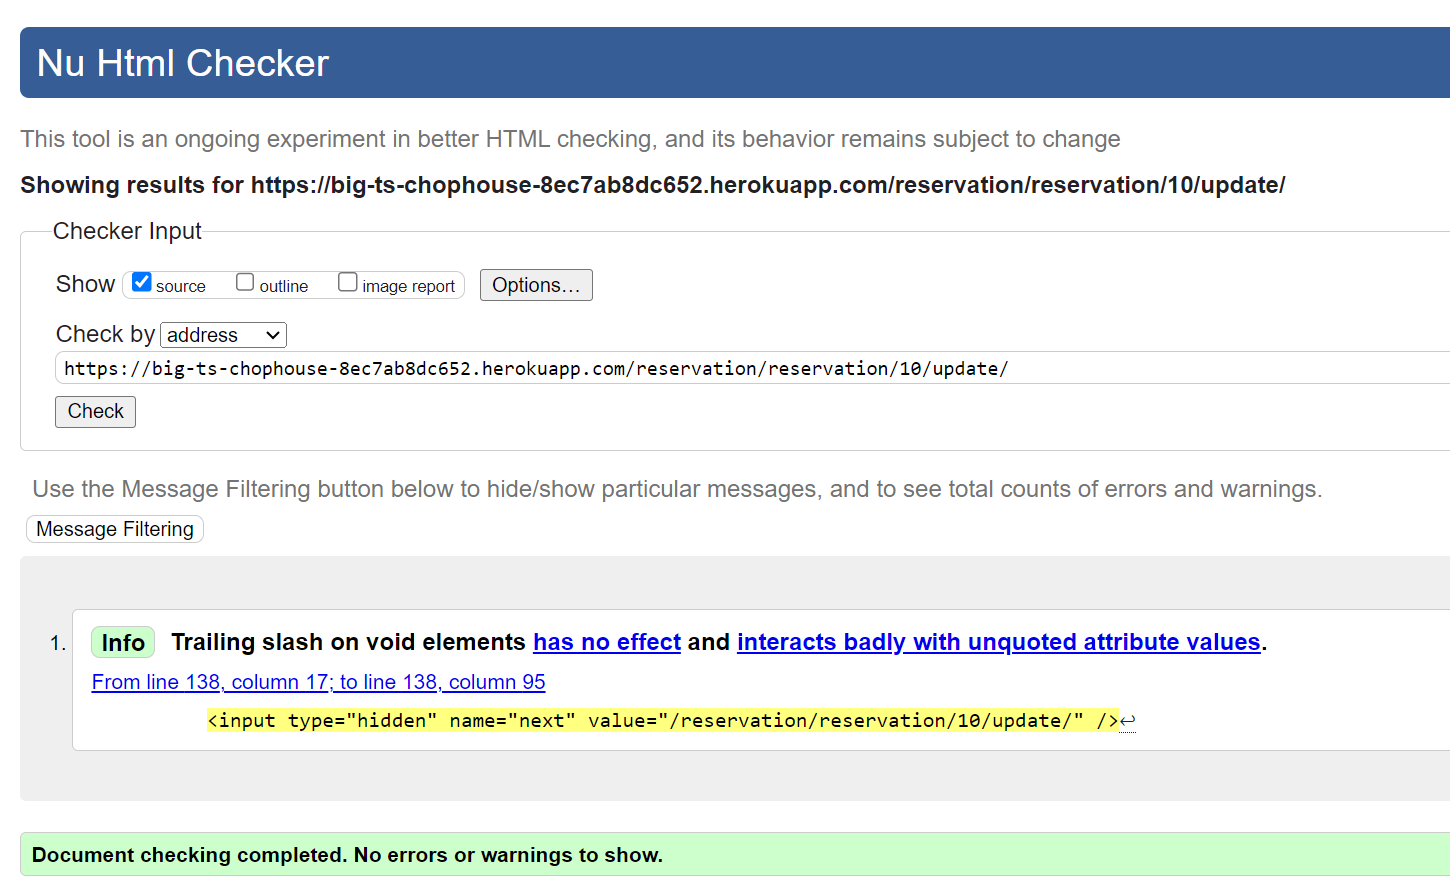 Nu Html Checker
This tool is an ongoing experiment in better HTML checking, and its behavior remains subject to change
Showing results for https://big-ts-chophouse-8ec7ab8dc652.herokuapp.com/reservation/reservation/10/update/
Checker Input
Show source outline image report Options...
Check by address
https://big-ts-chophouse-8ec7ab8dc652.herokuapp.com/reservation/reservation/10/update/
Check
Use the Message Filtering button below to hide/show particular messages, and to see total counts of errors and warnings.
Message Filtering
1. Info Trailing slash on void elements has no effect and interacts badly with unquoted attribute values.
From line 138, column 17; to line 138, column 95
<input type="hidden" name="next" value="/reservation/reservation/10/update/" />↩
Document checking completed. No errors or warnings to show.